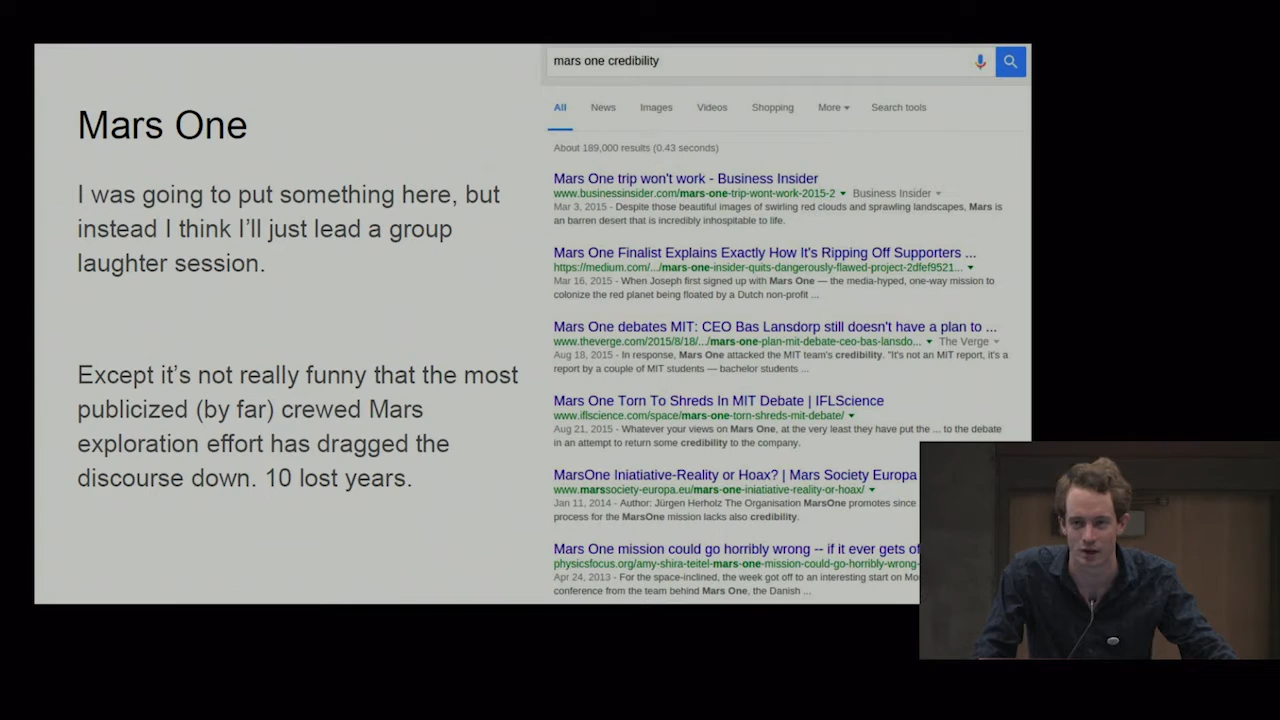 Mars One
I was going to put something here, but
instead I think I'll just lead a group
laughter session.
Except it's not really funny that the most
publicized (by far) crewed Mars
exploration effort has dragged the
discourse down. 10 lost years.
mars one credibility
All News Images Videos Shopping More Search tools
About 189,000 results (0.43 seconds)
Mars One trip won't work - Business Insider
www.businessinsider.com/mars-one-trip-wont-work-2015-2 Business Insider
Mar 3, 2015 - Despite those beautiful images of swirling red clouds and sprawling landscapes, Mars is
an barren desert that is incredibly inhospitable to life.
Mars One Finalist Explains Exactly How It's Ripping Off Supporters ...
https://medium.com/.../mars-one-insider-quits-dangerously-flawed-project-2dfef9521...
Mar 16, 2015 - When Joseph first signed up with Mars One — the media-hyped, one-way mission to
colonize the red planet being floated by a Dutch non-profit ...
Mars One debates MIT: CEO Bas Lansdorp still doesn't have a plan to ...
www.theverge.com/2015/8/18/.../mars-one-plan-mit-debate-ceo-bas-lansdo... The Verge
Aug 18, 2015 - In response, Mars One attacked the MIT team's credibility. "It's not an MIT report, it's a
report by a couple of MIT students — bachelor students ...
Mars One Torn To Shreds In MIT Debate | IFLScience
www.iflscience.com/space/mars-one-torn-shreds-mit-debate/
Aug 21, 2015 - Whatever your views on Mars One, at the very least they have put the ... to the debate
in an attempt to return some credibility to the company.
MarsOne Iniatiative-Reality or Hoax? | Mars Society Europa
www.marssociety-europa.eu/mars-one-iniatiative-reality-or-hoax/
Jan 11, 2014 - Author: Jürgen Herholz The Organisation MarsOne promotes since
process for the MarsOne mission lacks also credibility.
Mars One mission could go horribly wrong -- if it ever gets of
physicsfocus.org/amy-shira-teitel-mars-one-mission-could-go-horribly-wrong-
Apr 24, 2013 - For the space-inclined, the week got off to an interesting start on Mo
conference from the team behind Mars One, the Danish ...